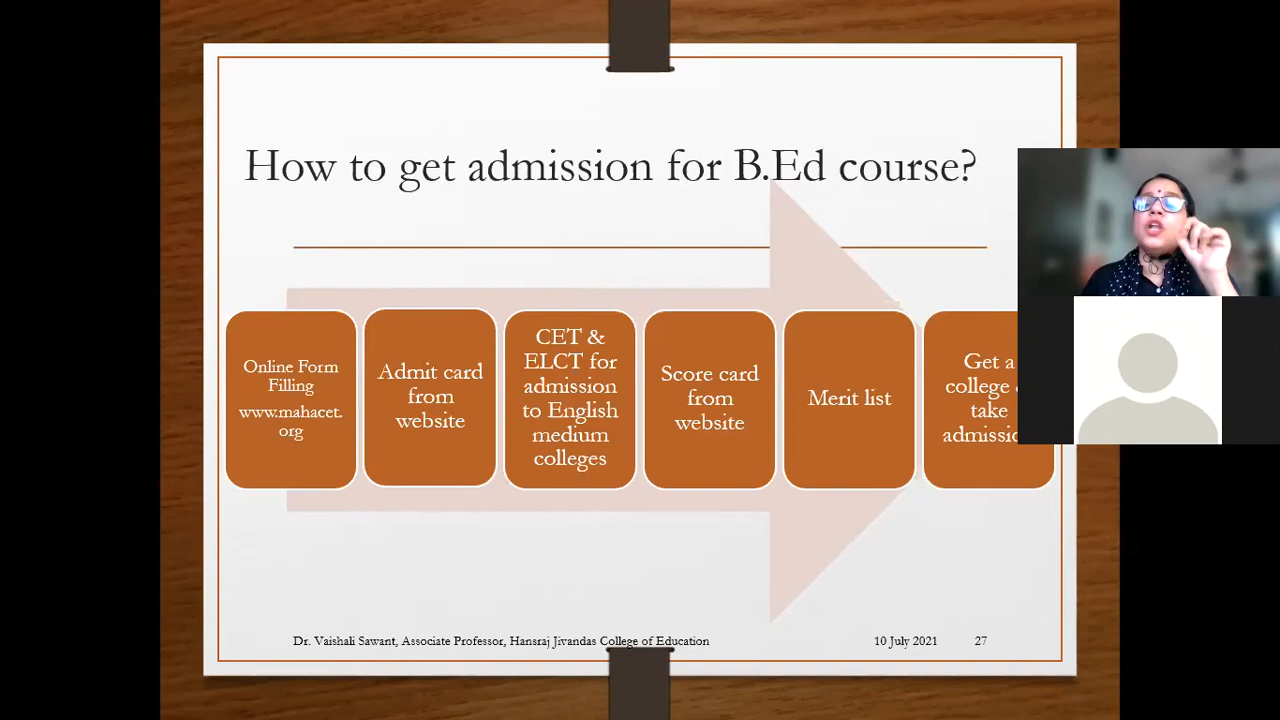 How to get admission for B.Ed course?
Online Form
Filling
www.mahacet.
org
Admit card
from
website
CET &
ELCT for
admission
to English
medium
colleges
Score card
from
website
Merit list
Get a
college
take
Dr. Vaishali Sawant, Associate Professor, Hansraj Jivandas College of Education
10 July 2021
27